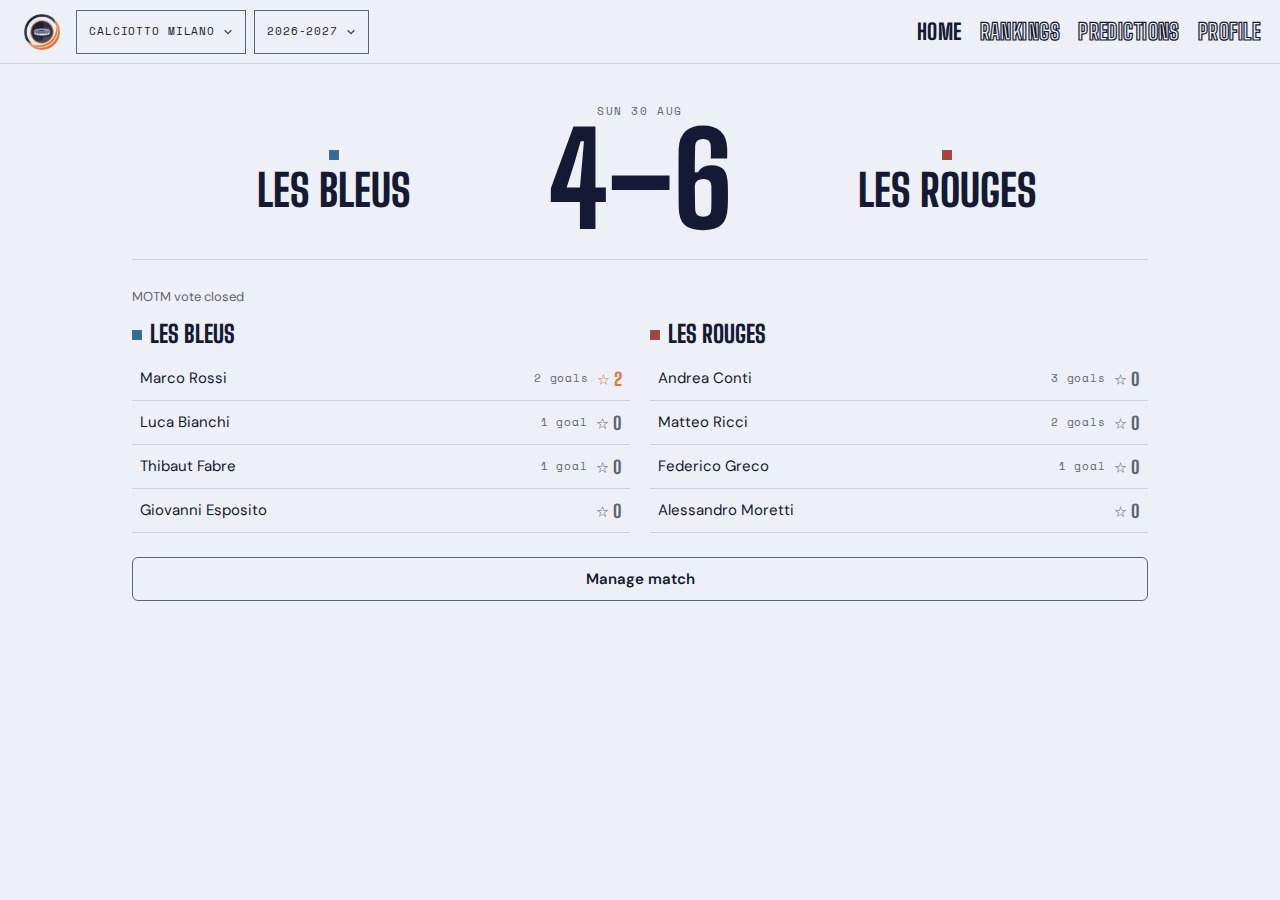 CALCIOTTO MILANO
2026-2027
HOME
RANKINGS
PREDICTIONS
PROFILE
SUN 30 AUG
LES BLEUS
4–6
LES ROUGES
MOTM vote closed
LES BLEUS
Marco Rossi 2 goals ☆ 2
Luca Bianchi 1 goal ☆ 0
Thibaut Fabre 1 goal ☆ 0
Giovanni Esposito ☆ 0
LES ROUGES
Andrea Conti 3 goals ☆ 0
Matteo Ricci 2 goals ☆ 0
Federico Greco 1 goal ☆ 0
Alessandro Moretti ☆ 0
Manage match